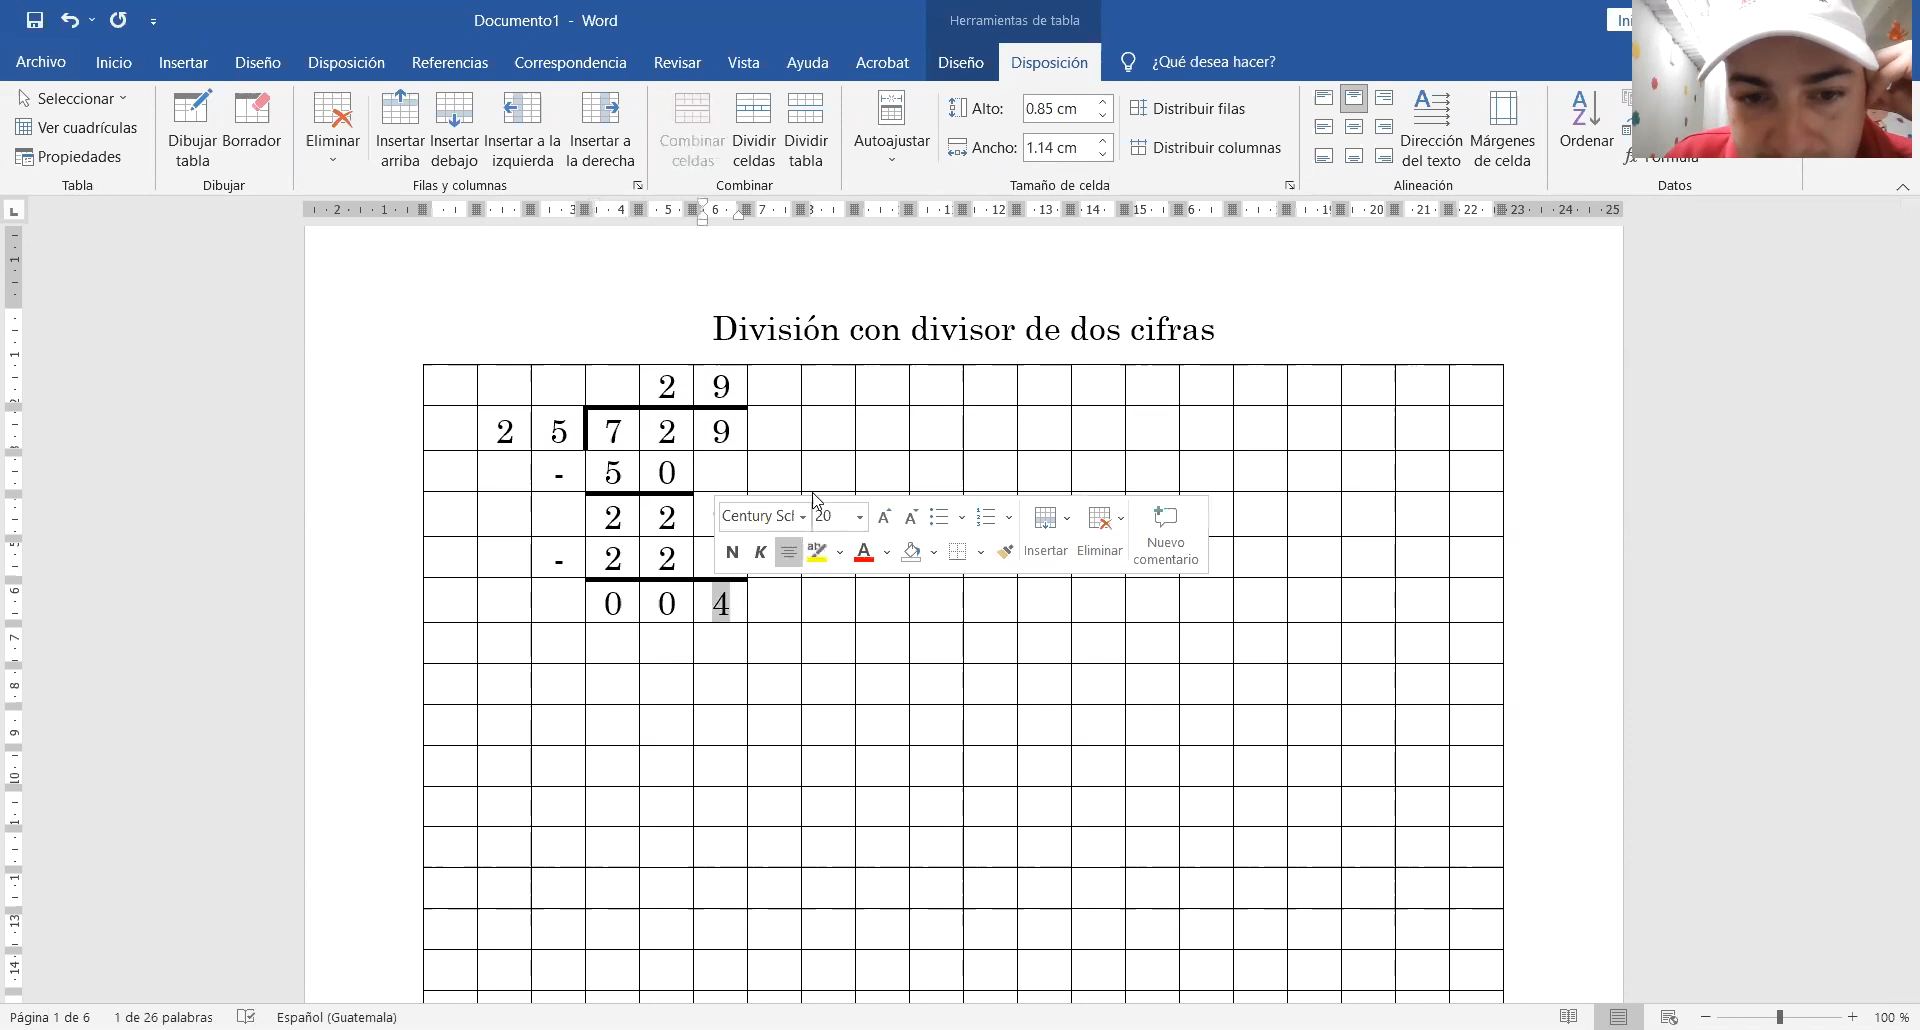 Documento1 - Word
Herramientas de tabla
Ini
Archivo Inicio Insertar Diseño Disposición Referencias Correspondencia Revisar Vista Ayuda Acrobat Diseño Disposición ¿Qué desea hacer?
Seleccionar
Ver cuadrículas
Propiedades
Tabla
Dibujar tabla
Borrador
Dibujar
Eliminar
Insertar arriba
Insertar debajo
Insertar a la izquierda
Insertar a la derecha
Filas y columnas
Combinar celdas
Dividir celdas
Dividir tabla
Combinar
Autoajustar
Alto: 0.85 cm
Ancho: 1.14 cm
Distribuir filas
Distribuir columnas
Tamaño de celda
Dirección del texto
Márgenes de celda
Alineación
Ordenar
Datos
División con divisor de dos cifras
2 9
2 5 7 2 9
- 5 0
2 2
- 2 2
0 0 4
Century Scl 20
N K
Insertar Eliminar
Nuevo comentario
Página 1 de 6 1 de 26 palabras Español (Guatemala) 100 %